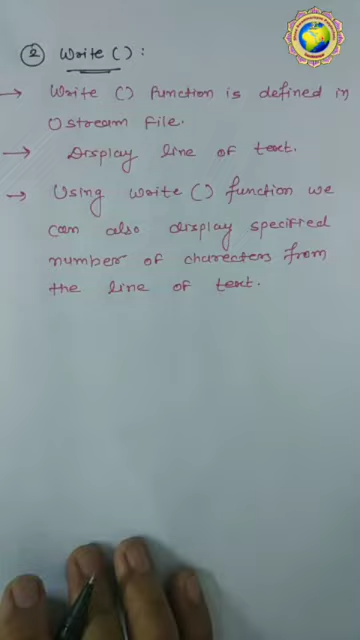 ② Write ( ) :
→ Write ( ) function is defined in
Ostream file.
→ Display line of text.
→ Using write ( ) function we
can also display specified
number of charecters from
the line of text.